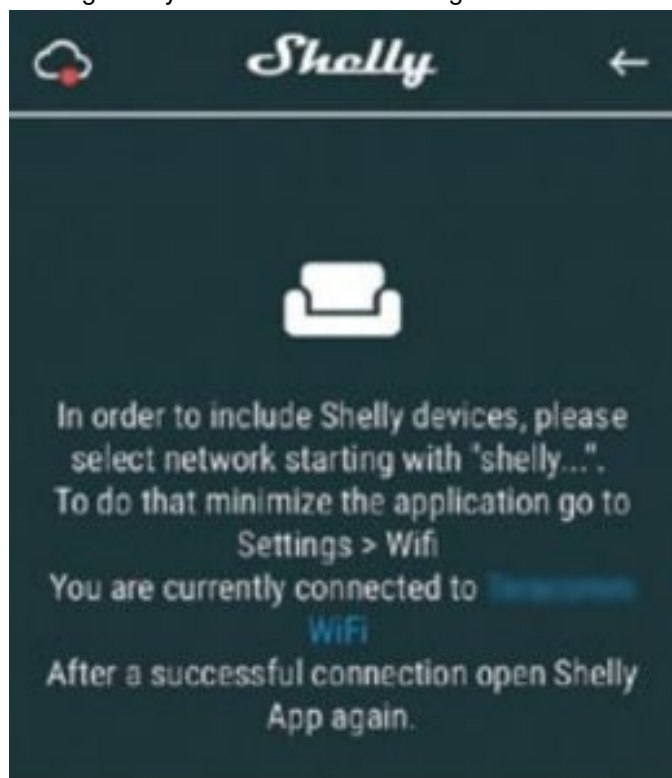 Shelly
In order to include Shelly devices, please
select network starting with "shelly...".
To do that minimize the application go to
Settings > Wifi
You are currently connected to
WiFi
After a successful connection open Shelly
App again.